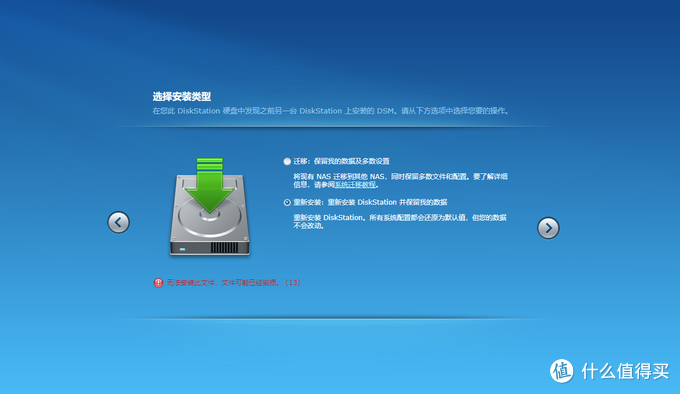 选择安装类型
在您此 DiskStation 硬盘中发现之前另一台 DiskStation 上安装的 DSM。请从下方选项中选择您要的操作。
迁移：保留我的数据及多数设置
将现有 NAS 迁移到其他 NAS，同时保留多数文件和配置。要了解详细
信息，请参阅系统迁移教程。
重新安装：重新安装 DiskStation 并保留我的数据
重新安装 DiskStation。所有系统配置都会还原为默认值，但您的数据
不会改动。
无法安装此文件，文件可能已经损毁。（13）
值 什么值得买